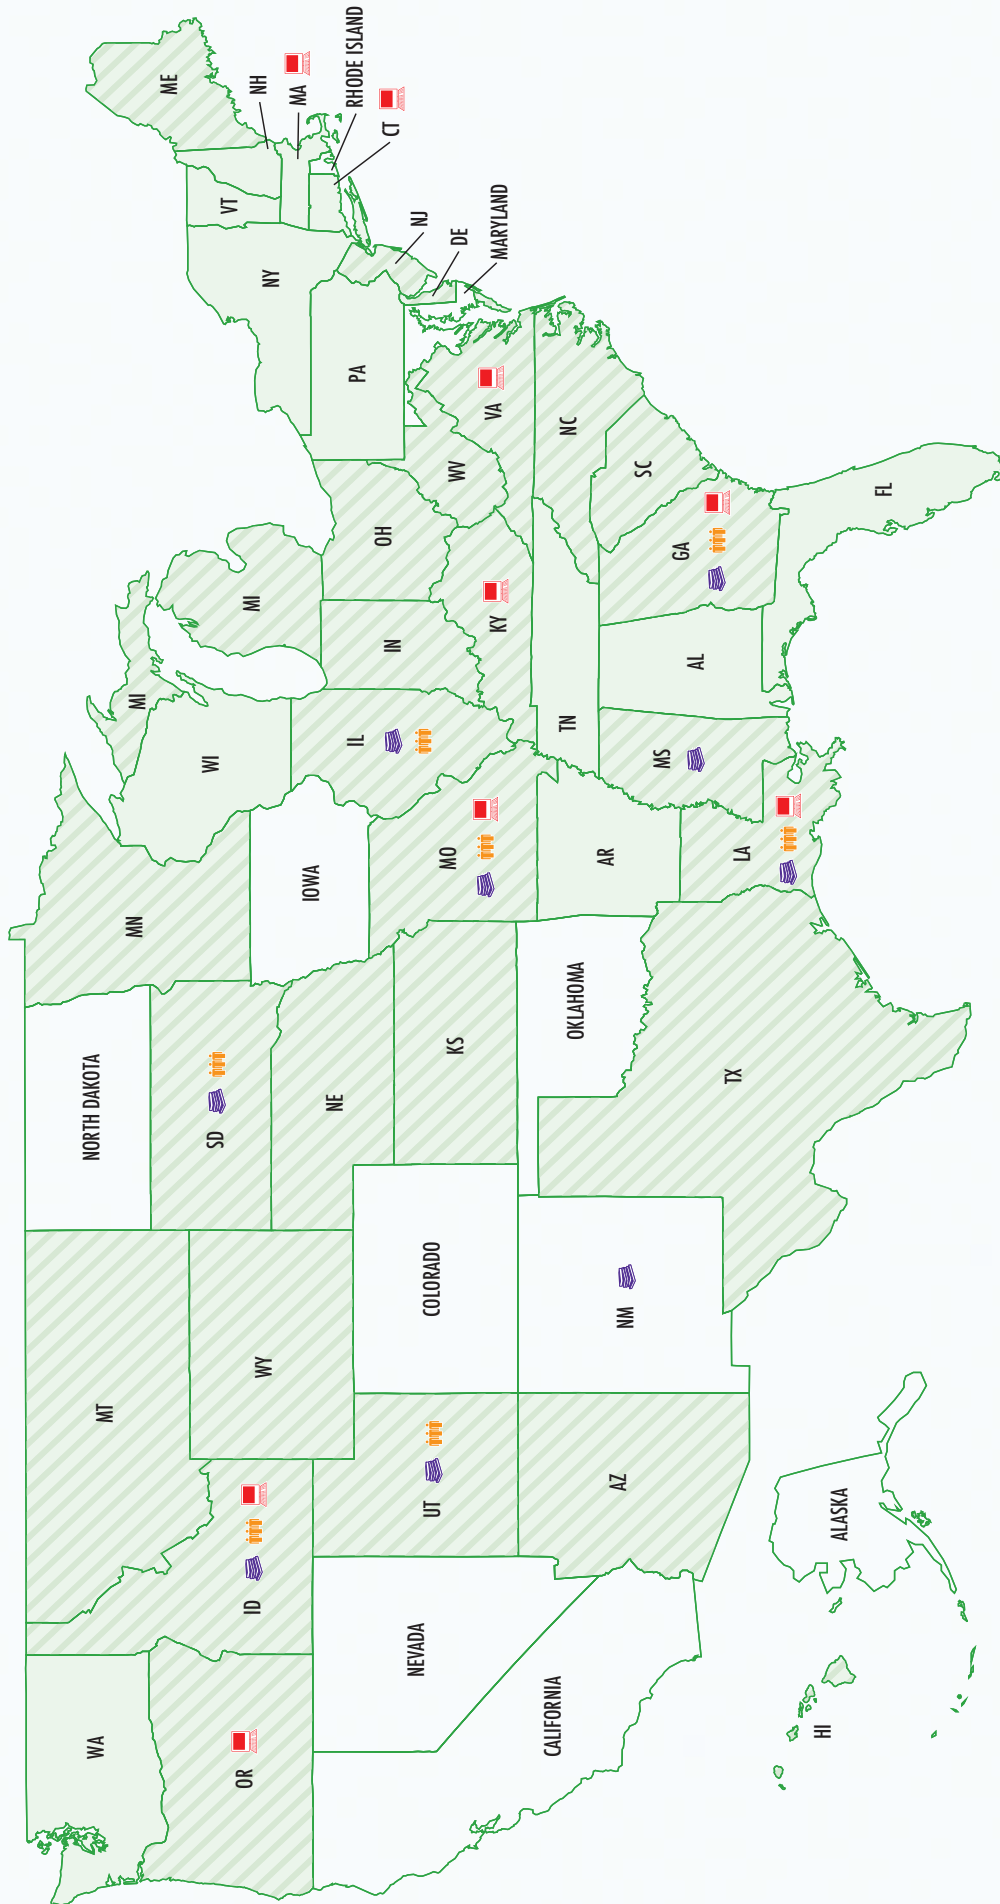 WA
OR
CALIFORNIA
NEVADA
ID
MT
WY
UT
AZ
COLORADO
NM
NORTH DAKOTA
SD
NE
KS
OKLAHOMA
TX
MN
IOWA
MO
AR
LA
WI
IL
MI
MI
IN
OH
KY
TN
MS
AL
GA
FL
SC
NC
VA
WV
PA
NY
VT
ME
NH
MA
RHODE ISLAND
CT
NJ
DE
MARYLAND
ALASKA
HI